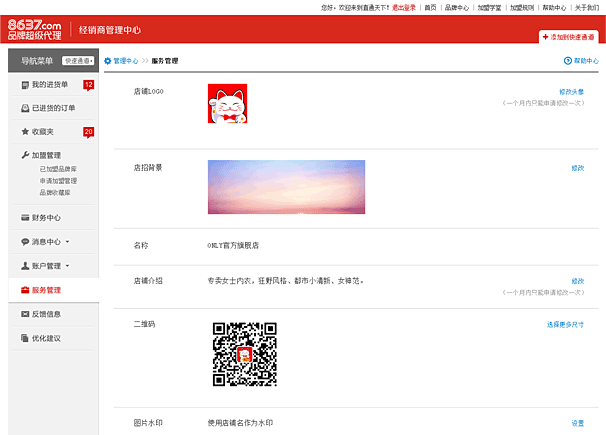 您好，欢迎来到直通天下！ 退出登录 | 首页 | 品牌中心 | 加盟学堂 | 加盟规则 | 帮助中心 | 关于我们
8637.com
品牌超级代理
经销商管理中心
+ 添加到快速通道
导航菜单 快速通道
管理中心 >> 服务管理
帮助中心
我的进货单 12
已进货的订单
收藏夹 20
加盟管理
已加盟品牌库
申请加盟管理
品牌收藏库
财务中心
消息中心
账户管理
服务管理
反馈信息
优化建议
店铺LOGO
修改头像
（一个月内只能申请修改一次）
店招背景
修改
名称
ONLY官方旗舰店
店铺介绍
专卖女士内衣，狂野风格、都市小清新、女神范。
修改
（一个月内只能申请修改一次）
二维码
选择更多尺寸
图片水印
使用店铺名作为水印
设置